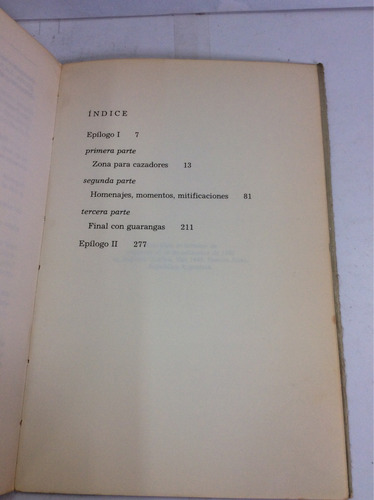 ÍNDICE
Epílogo I 7
primera parte
Zona para cazadores 13
segunda parte
Homenajes, momentos, mitificaciones 81
tercera parte
Final con guarangas 211
Epílogo II 277